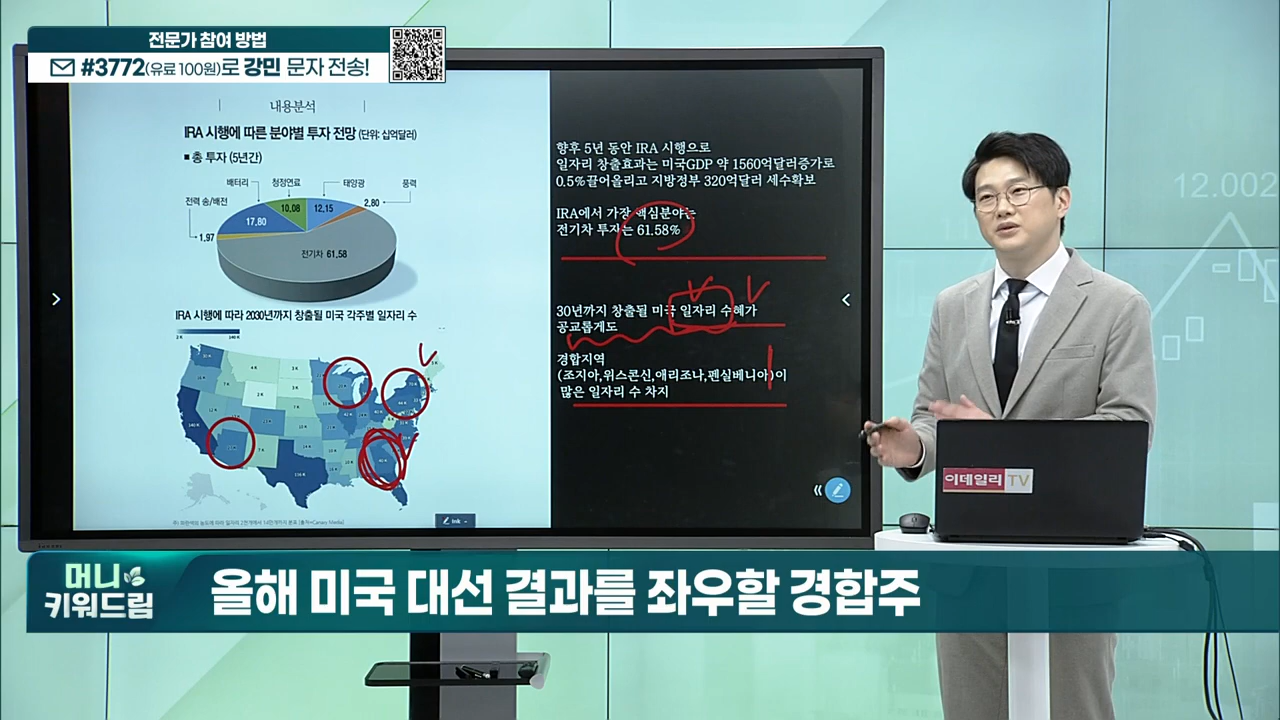 전문가 참여 방법
#3772(유료 100원)로 강민 문자 전송!
내용분석
IRA 시행에 따른 분야별 투자 전망 (단위: 십억달러)
■ 총 투자 (5년간)
배터리
청정연료
태양광
풍력
전력 송/배전
2,80
10,08
12,15
17,80
1,97
전기차 61,58
IRA 시행에 따라 2030년까지 창출될 미국 각주별 일자리 수
2 K
140 K
향후 5년 동안 IRA 시행으로
일자리 창출효과는 미국GDP 약 1560억달러증가로
0.5%끌어올리고 지방정부 320억달러 세수확보
IRA에서 가장 핵심분야는
전기차 투자는 61.58%
30년까지 창출될 미국 일자리 수혜가
공교롭게도
경합지역
(조지아,위스콘신,애리조나,펜실베니아)이
많은 일자리 수 차지
Ink
12.002
이데일리 TV
머니
키워드림
올해 미국 대선 결과를 좌우할 경합주